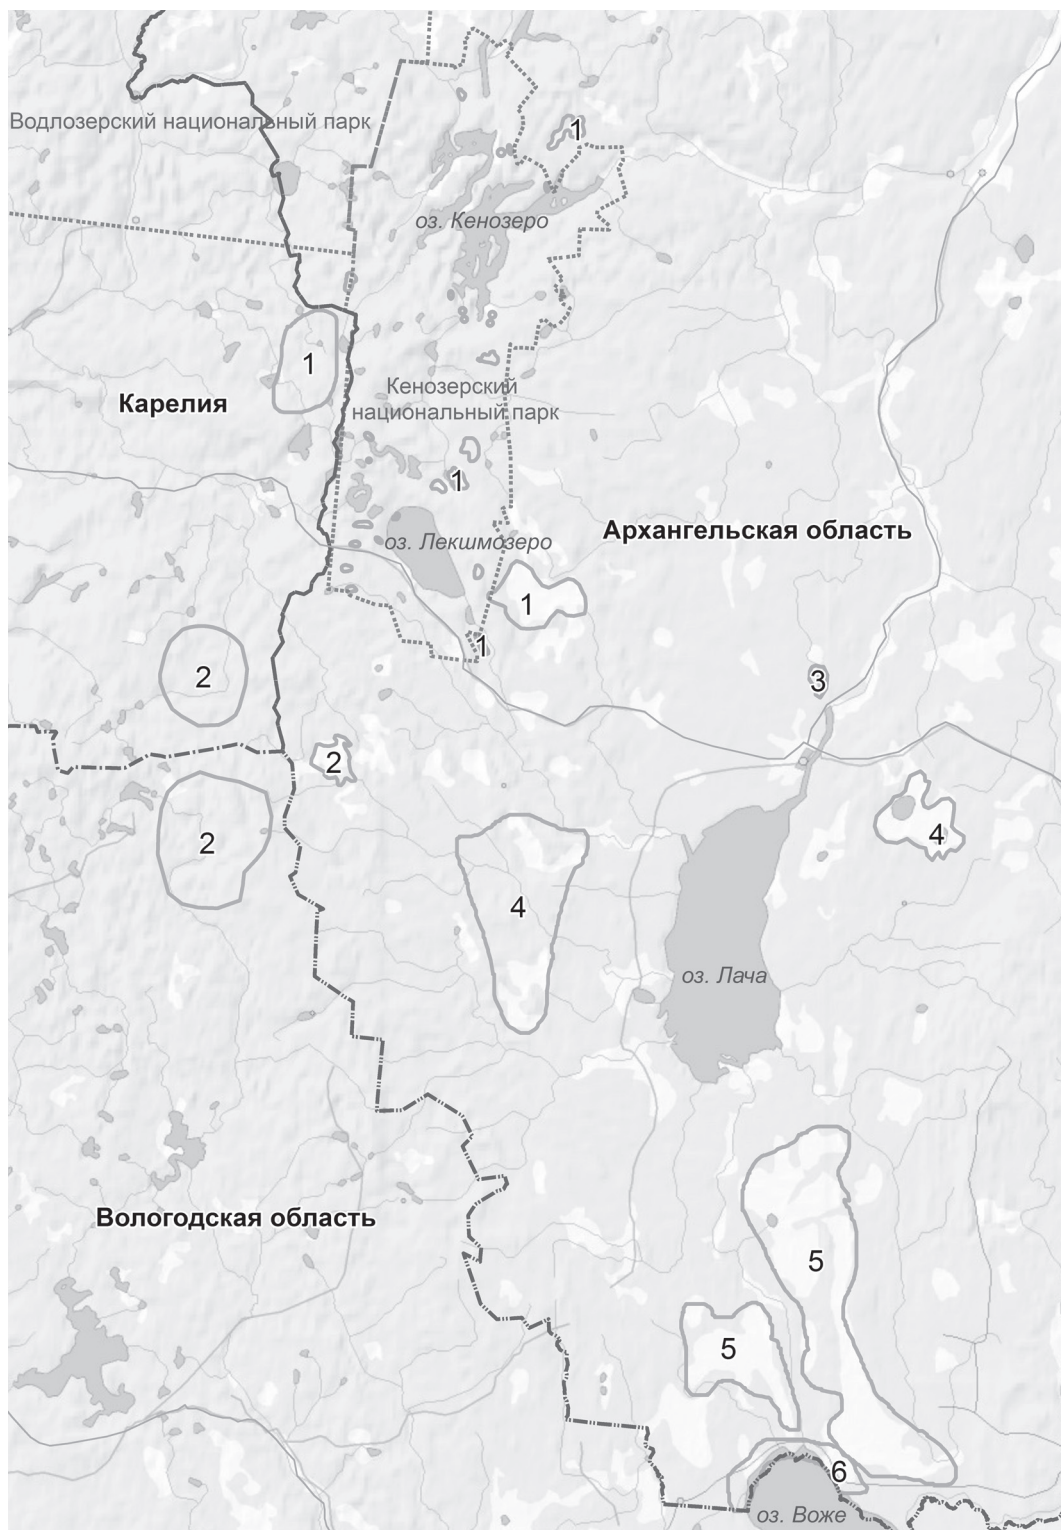 1
Водлозерский национальный парк
оз. Кенозеро
1
Кенозерский
национальный парк
Карелия
1
Архангельская область
оз. Лекшмозеро
1
1
2
3
2
4
2
4
оз. Лача
Вологодская область
5
5
6
оз. Воже